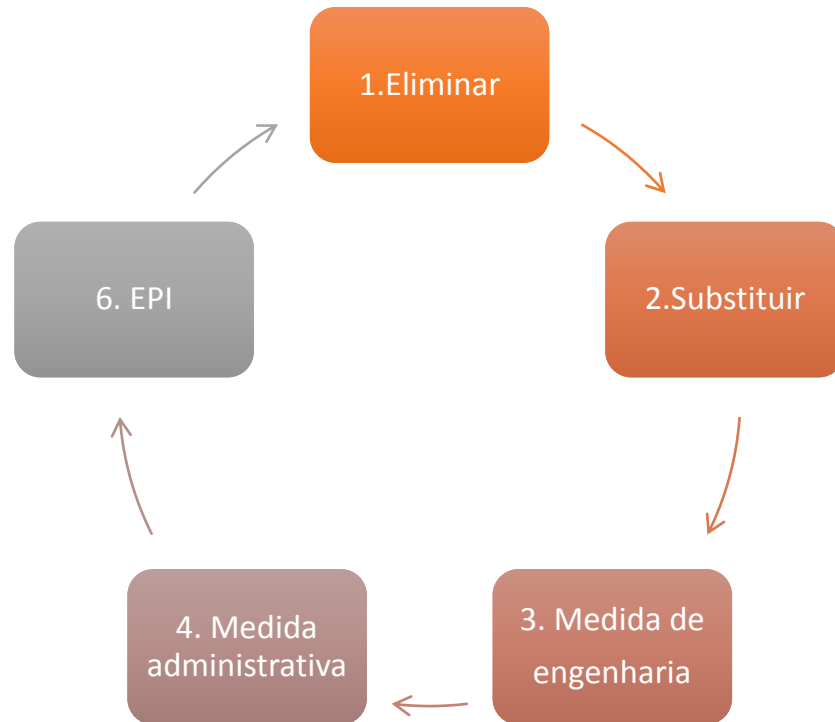 1.Eliminar
2.Substituir
3. Medida de
engenharia
4. Medida
administrativa
6. EPI